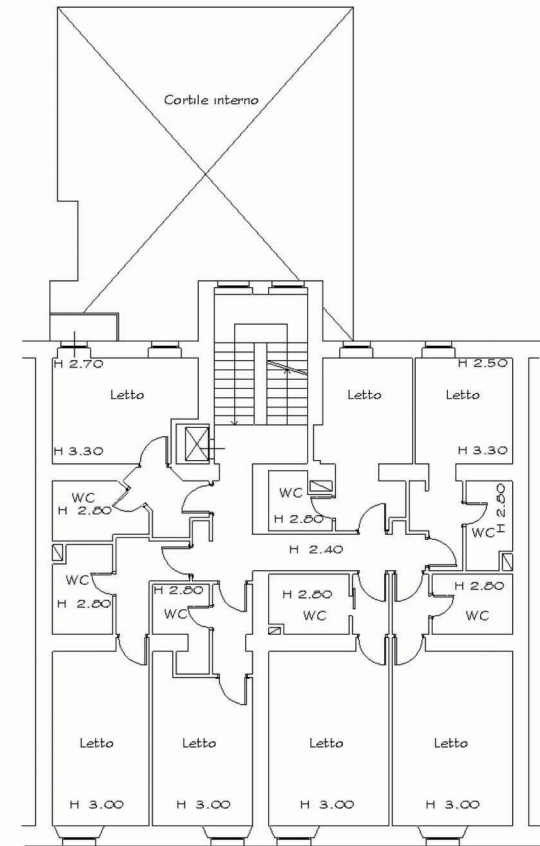 Cortile interno
H 2.70
H 2.50
Letto
Letto
Letto
H 3.30
H 3.30
WC
H 2.80
WC
H 2.80
WC
H 2.80
H 2.40
WC
H 2.80
H 2.80
WC
H 2.80
WC
H 2.80
WC
Letto
Letto
Letto
Letto
H 3.00
H 3.00
H 3.00
H 3.00